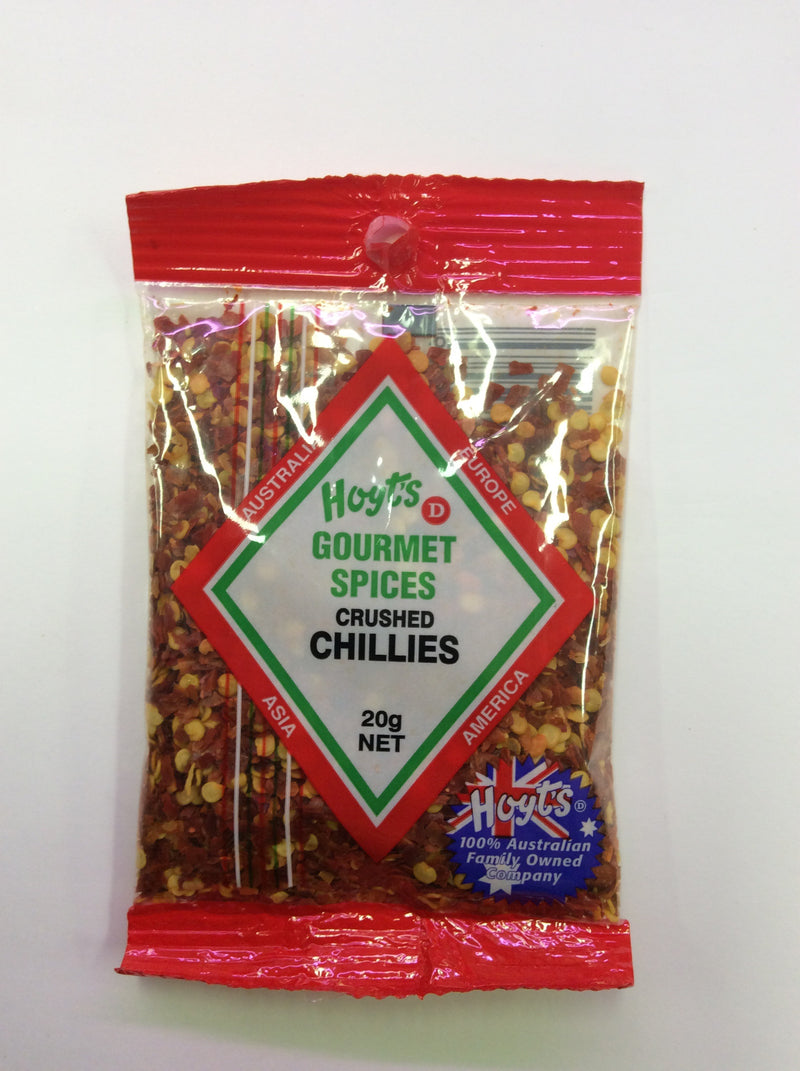 AUSTRALIA
EUROPE
Hoyt's D
GOURMET
SPICES
CRUSHED
CHILLIES
20g
NET
ASIA
AMERICA
Hoyt's D
100% Australian
Family Owned
Company